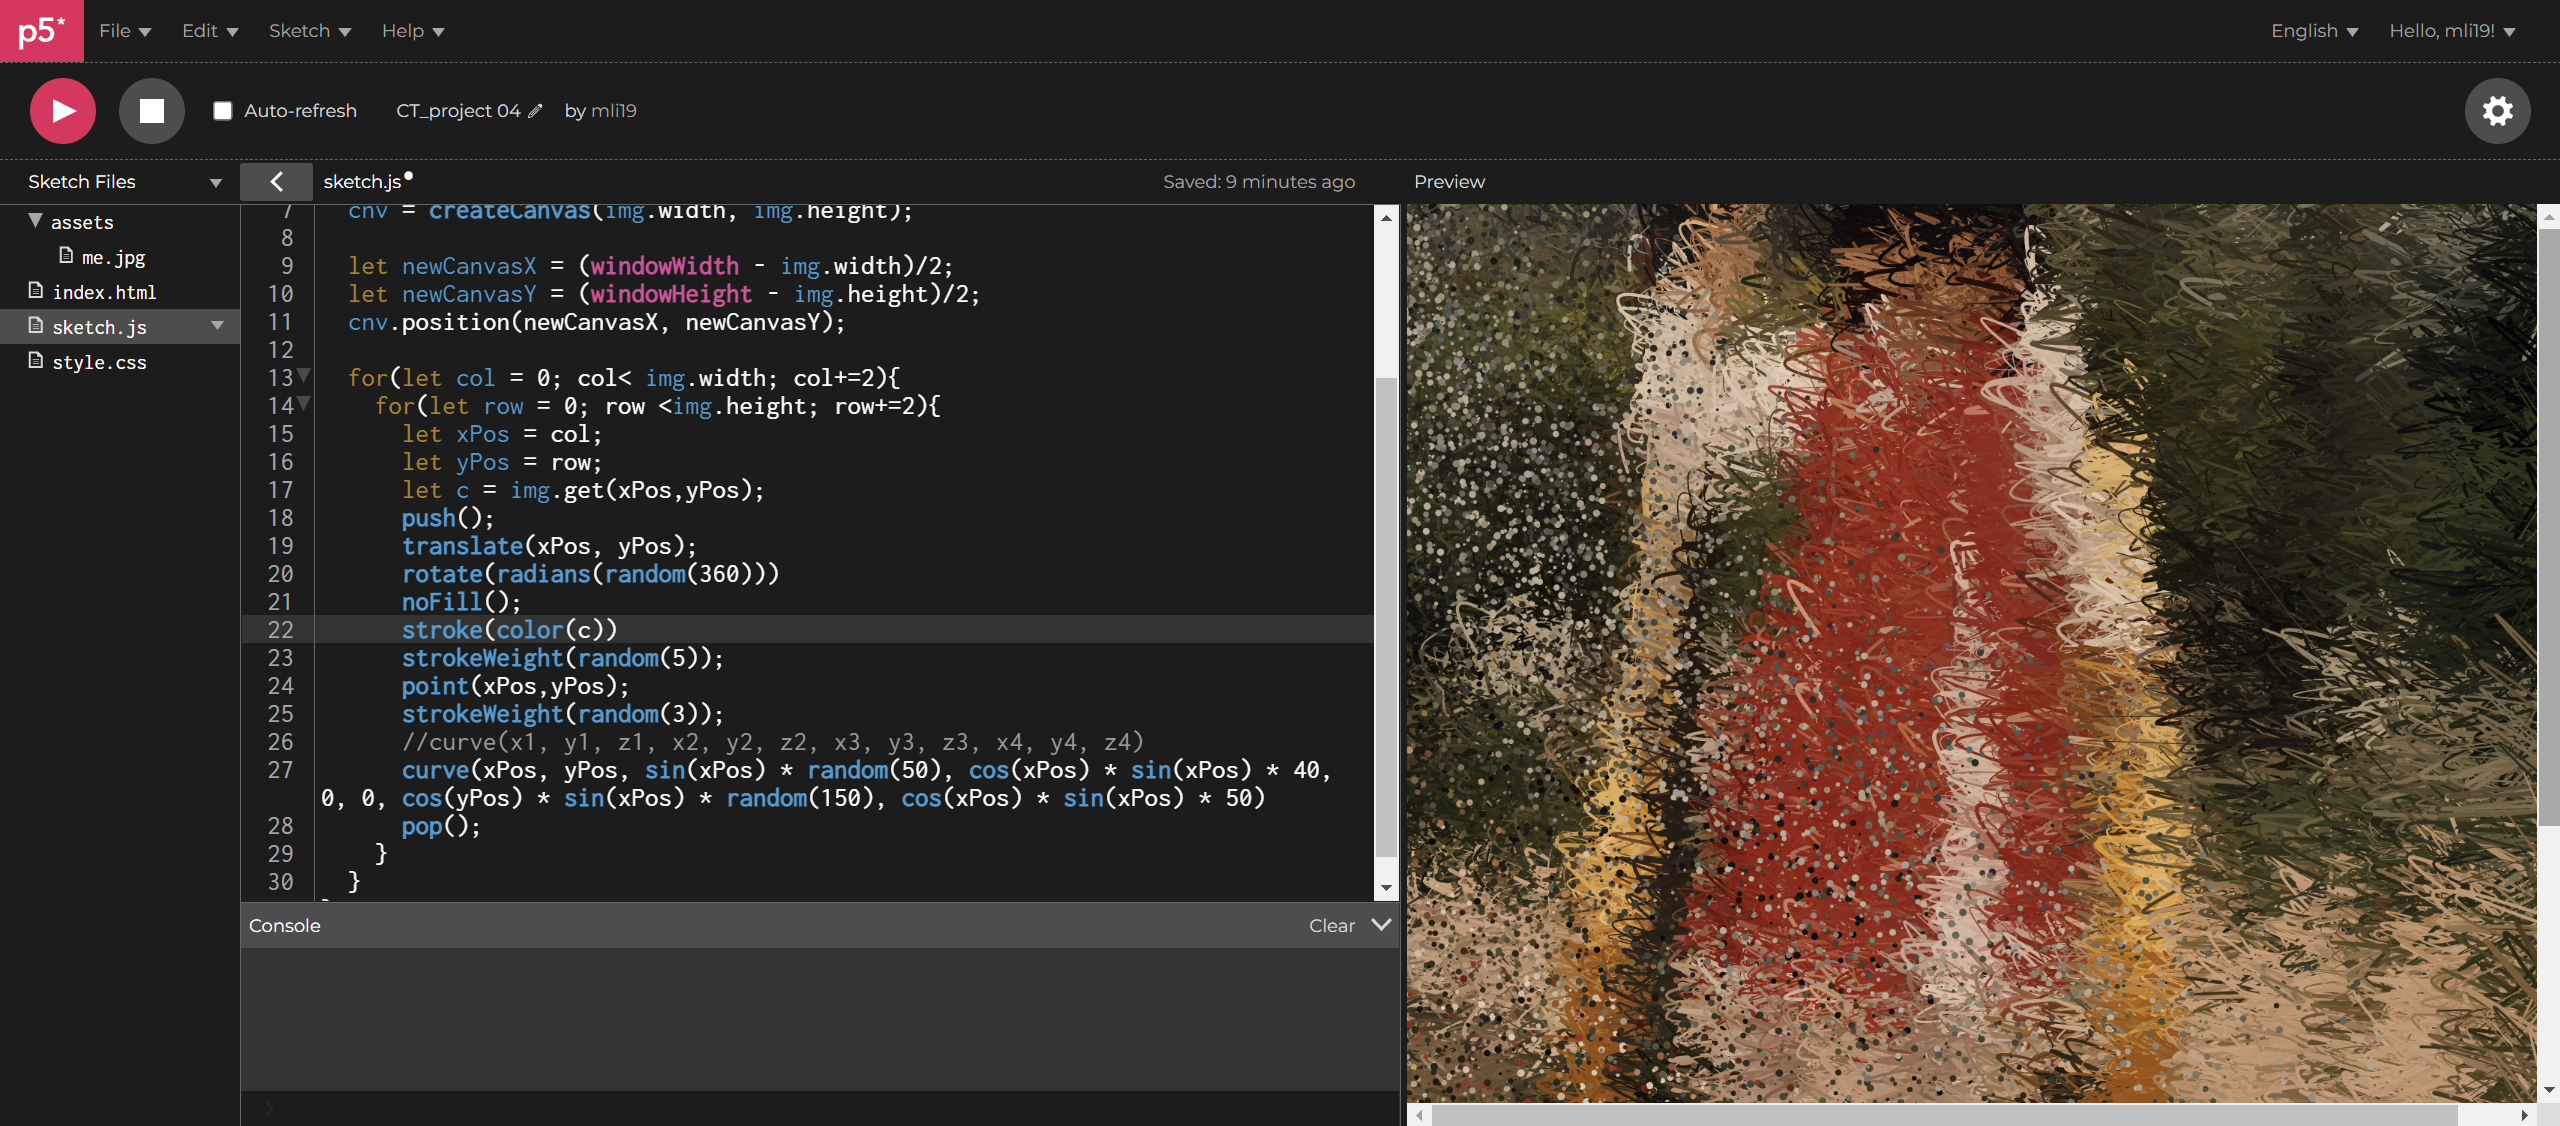 p5*
File Edit Sketch Help English Hello, mli19!
Auto-refresh CT_project 04 by mli19
Sketch Files sketch.js Saved: 9 minutes ago Preview
assets
me.jpg
index.html
sketch.js
style.css
7 cnv = createCanvas(img.width, img.height);
8
9 let newCanvasX = (windowWidth - img.width)/2;
10 let newCanvasY = (windowHeight - img.height)/2;
11 cnv.position(newCanvasX, newCanvasY);
12
13 for(let col = 0; col< img.width; col+=2){
14 for(let row = 0; row <img.height; row+=2){
15 let xPos = col;
16 let yPos = row;
17 let c = img.get(xPos,yPos);
18 push();
19 translate(xPos, yPos);
20 rotate(radians(random(360)))
21 noFill();
22 stroke(color(c))
23 strokeWeight(random(5));
24 point(xPos,yPos);
25 strokeWeight(random(3));
26 //curve(x1, y1, z1, x2, y2, z2, x3, y3, z3, x4, y4, z4)
27 curve(xPos, yPos, sin(xPos) * random(50), cos(xPos) * sin(xPos) * 40,
0, 0, cos(yPos) * sin(xPos) * random(150), cos(xPos) * sin(xPos) * 50)
28 pop();
29 }
30 }
Console Clear